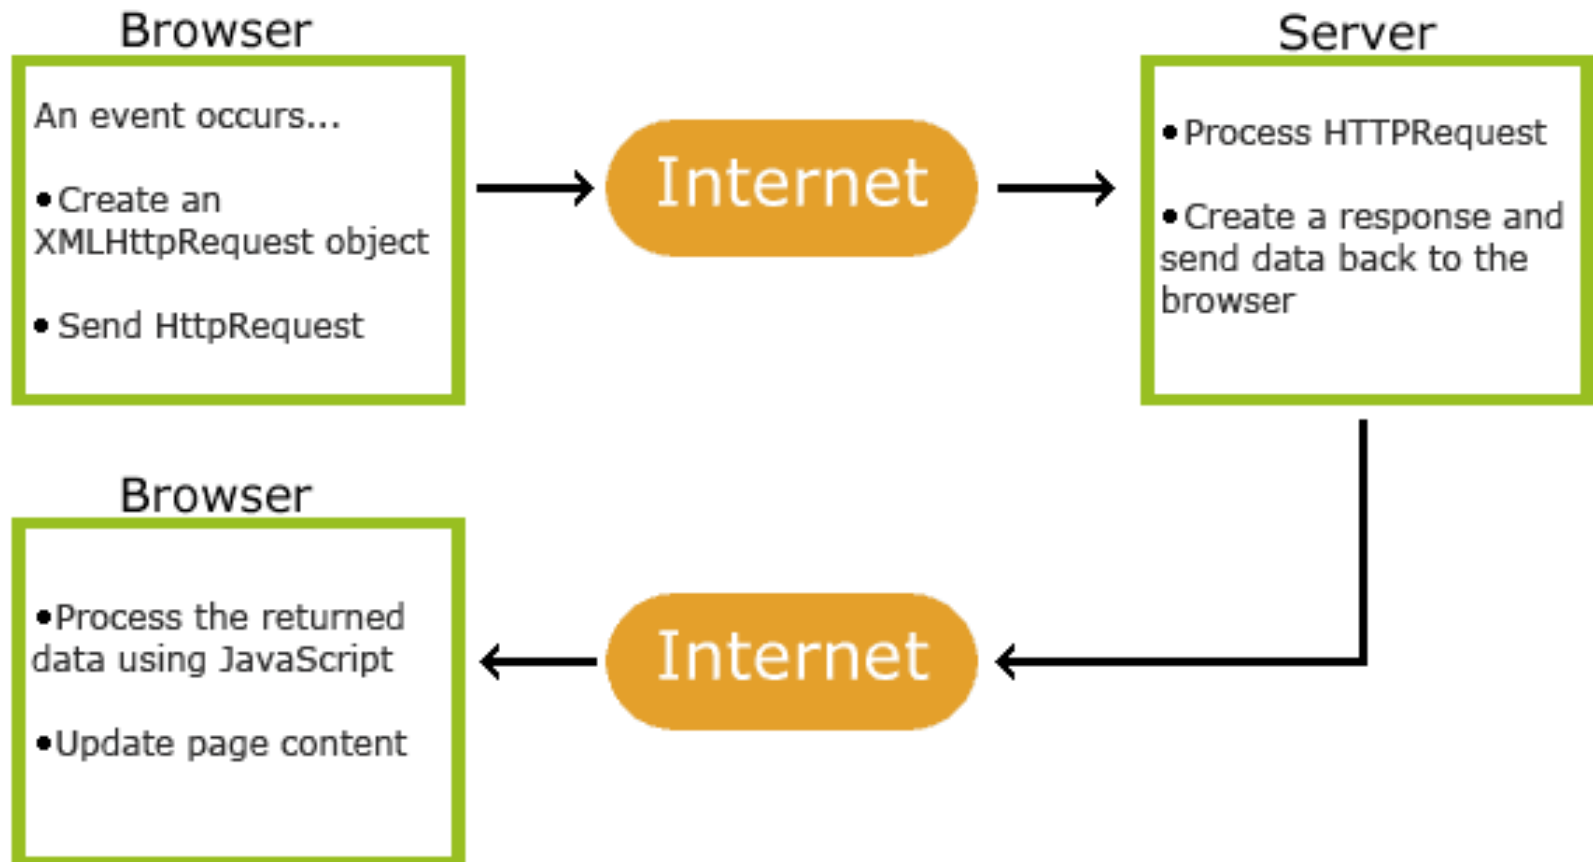 Browser
An event occurs...
•Create an
XMLHttpRequest object
• Send HttpRequest
Internet
Server
•Process HTTPRequest
•Create a response and
send data back to the
browser
Browser
•Process the returned
data using JavaScript
•Update page content
Internet